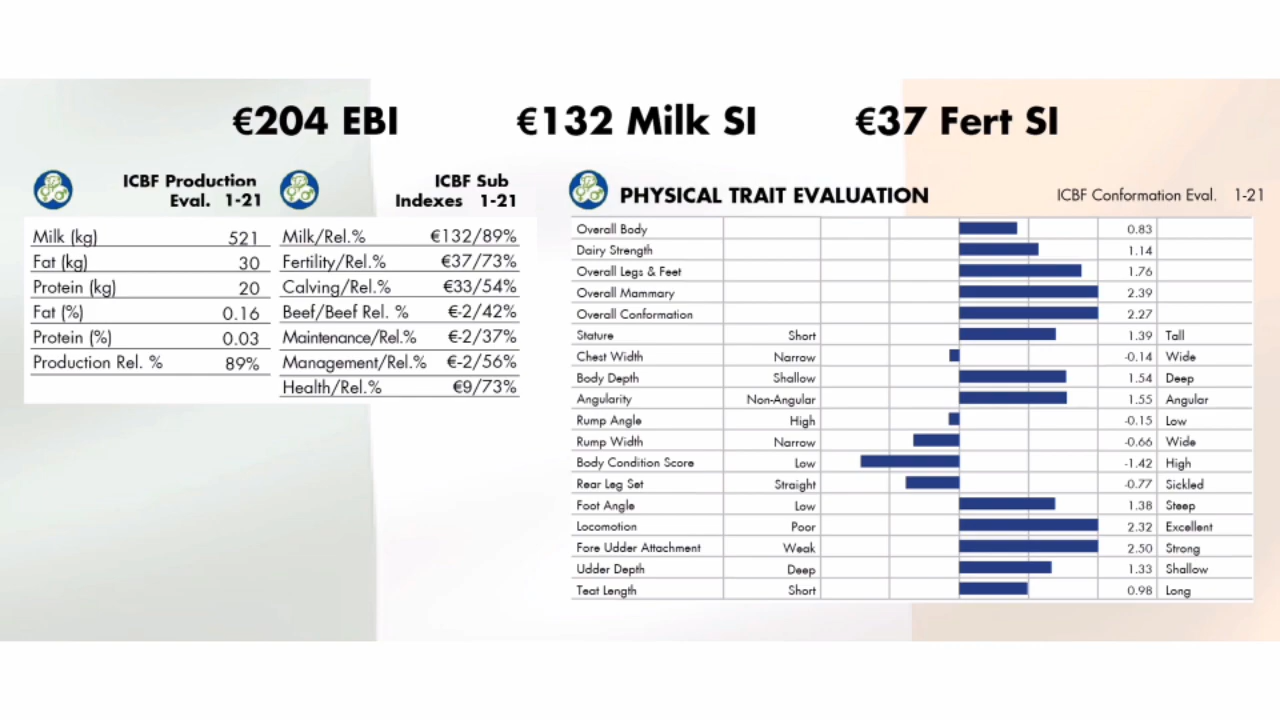 €204 EBI €132 Milk SI €37 Fert SI
ICBF Production
Eval. 1-21
Milk (kg) 521
Fat (kg) 30
Protein (kg) 20
Fat (%) 0.16
Protein (%) 0.03
Production Rel. % 89%
ICBF Sub
Indexes 1-21
Milk/Rel.% €132/89%
Fertility/Rel.% €37/73%
Calving/Rel.% €33/54%
Beef/Beef Rel. % €-2/42%
Maintenance/Rel.% €-2/37%
Management/Rel.% €-2/56%
Health/Rel.% €9/73%
PHYSICAL TRAIT EVALUATION ICBF Conformation Eval. 1-21
Overall Body 0.83
Dairy Strength 1.14
Overall Legs & Feet 1.76
Overall Mammary 2.39
Overall Conformation 2.27
Stature Short 1.39 Tall
Chest Width Narrow -0.14 Wide
Body Depth Shallow 1.54 Deep
Angularity Non-Angular 1.55 Angular
Rump Angle High -0.15 Low
Rump Width Narrow -0.66 Wide
Body Condition Score Low -1.42 High
Rear Leg Set Straight -0.77 Sickled
Foot Angle Low 1.38 Steep
Locomotion Poor 2.32 Excellent
Fore Udder Attachment Weak 2.50 Strong
Udder Depth Deep 1.33 Shallow
Teat Length Short 0.98 Long